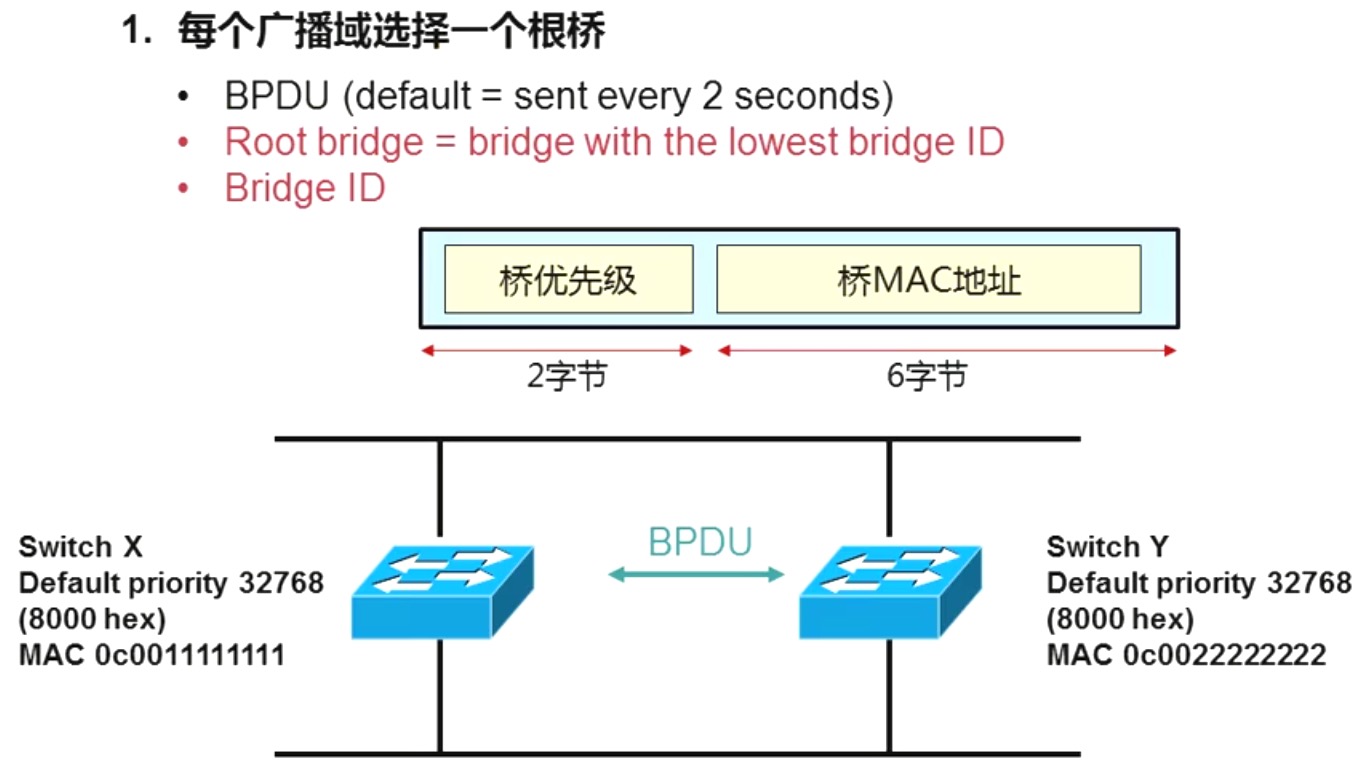 1. 每个广播域选择一个根桥
• BPDU (default = sent every 2 seconds)
• Root bridge = bridge with the lowest bridge ID
• Bridge ID
桥优先级 桥MAC地址
2字节 6字节
BPDU
Switch X
Default priority 32768
(8000 hex)
MAC 0c0011111111
Switch Y
Default priority 32768
(8000 hex)
MAC 0c0022222222